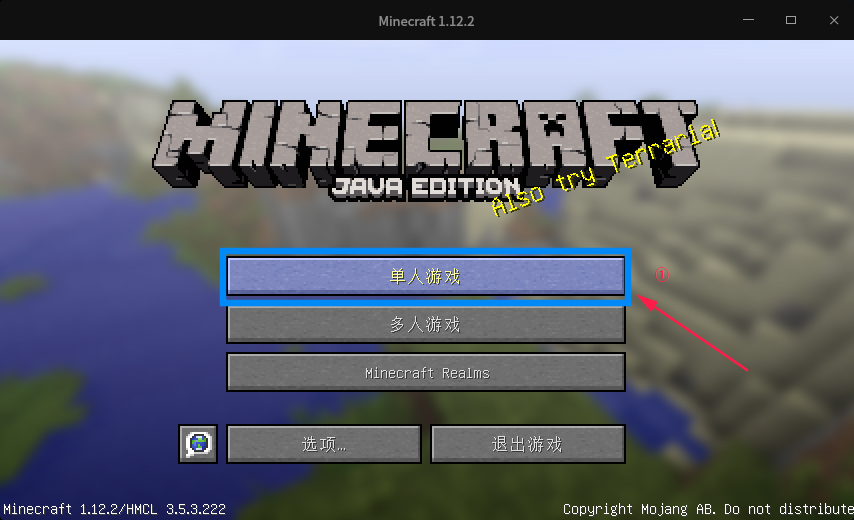 Minecraft 1.12.2
MINECRAFT
JAVA EDITION
Also try Terraria!
单人游戏
①
多人游戏
Minecraft Realms
选项...
退出游戏
Minecraft 1.12.2/HMCL 3.5.3.222
Copyright Mojang AB. Do not distribute